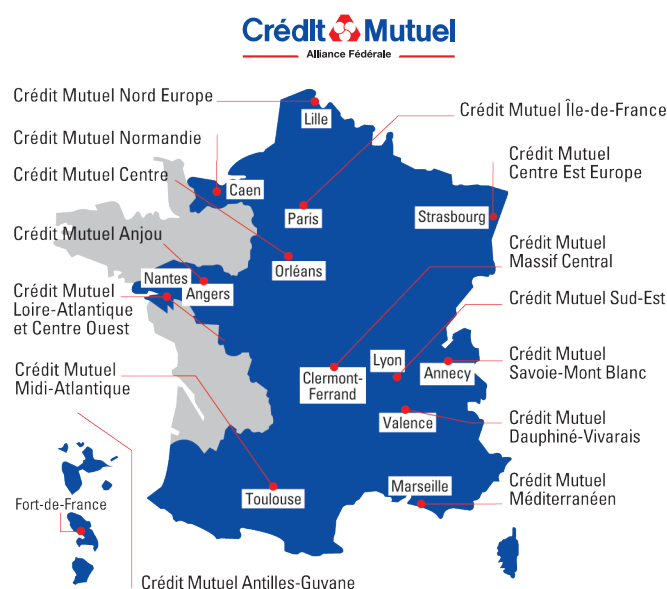 Crédit Mutuel
Alliance Fédérale
Crédit Mutuel Nord Europe
Lille
Crédit Mutuel Île-de-France
Crédit Mutuel Normandie
Crédit Mutuel
Centre Est Europe
Crédit Mutuel Centre
Caen
Paris
Strasbourg
Crédit Mutuel Anjou
Crédit Mutuel
Massif Central
Orléans
Nantes
Angers
Crédit Mutuel
Loire-Atlantique
et Centre Ouest
Crédit Mutuel Sud-Est
Crédit Mutuel
Midi-Atlantique
Lyon
Clermont-
Ferrand
Annecy
Crédit Mutuel
Savoie-Mont Blanc
Valence
Crédit Mutuel
Dauphiné-Vivarais
Marseille
Crédit Mutuel
Méditerranéen
Toulouse
Fort-de-France
Crédit Mutuel Antilles-Guyane